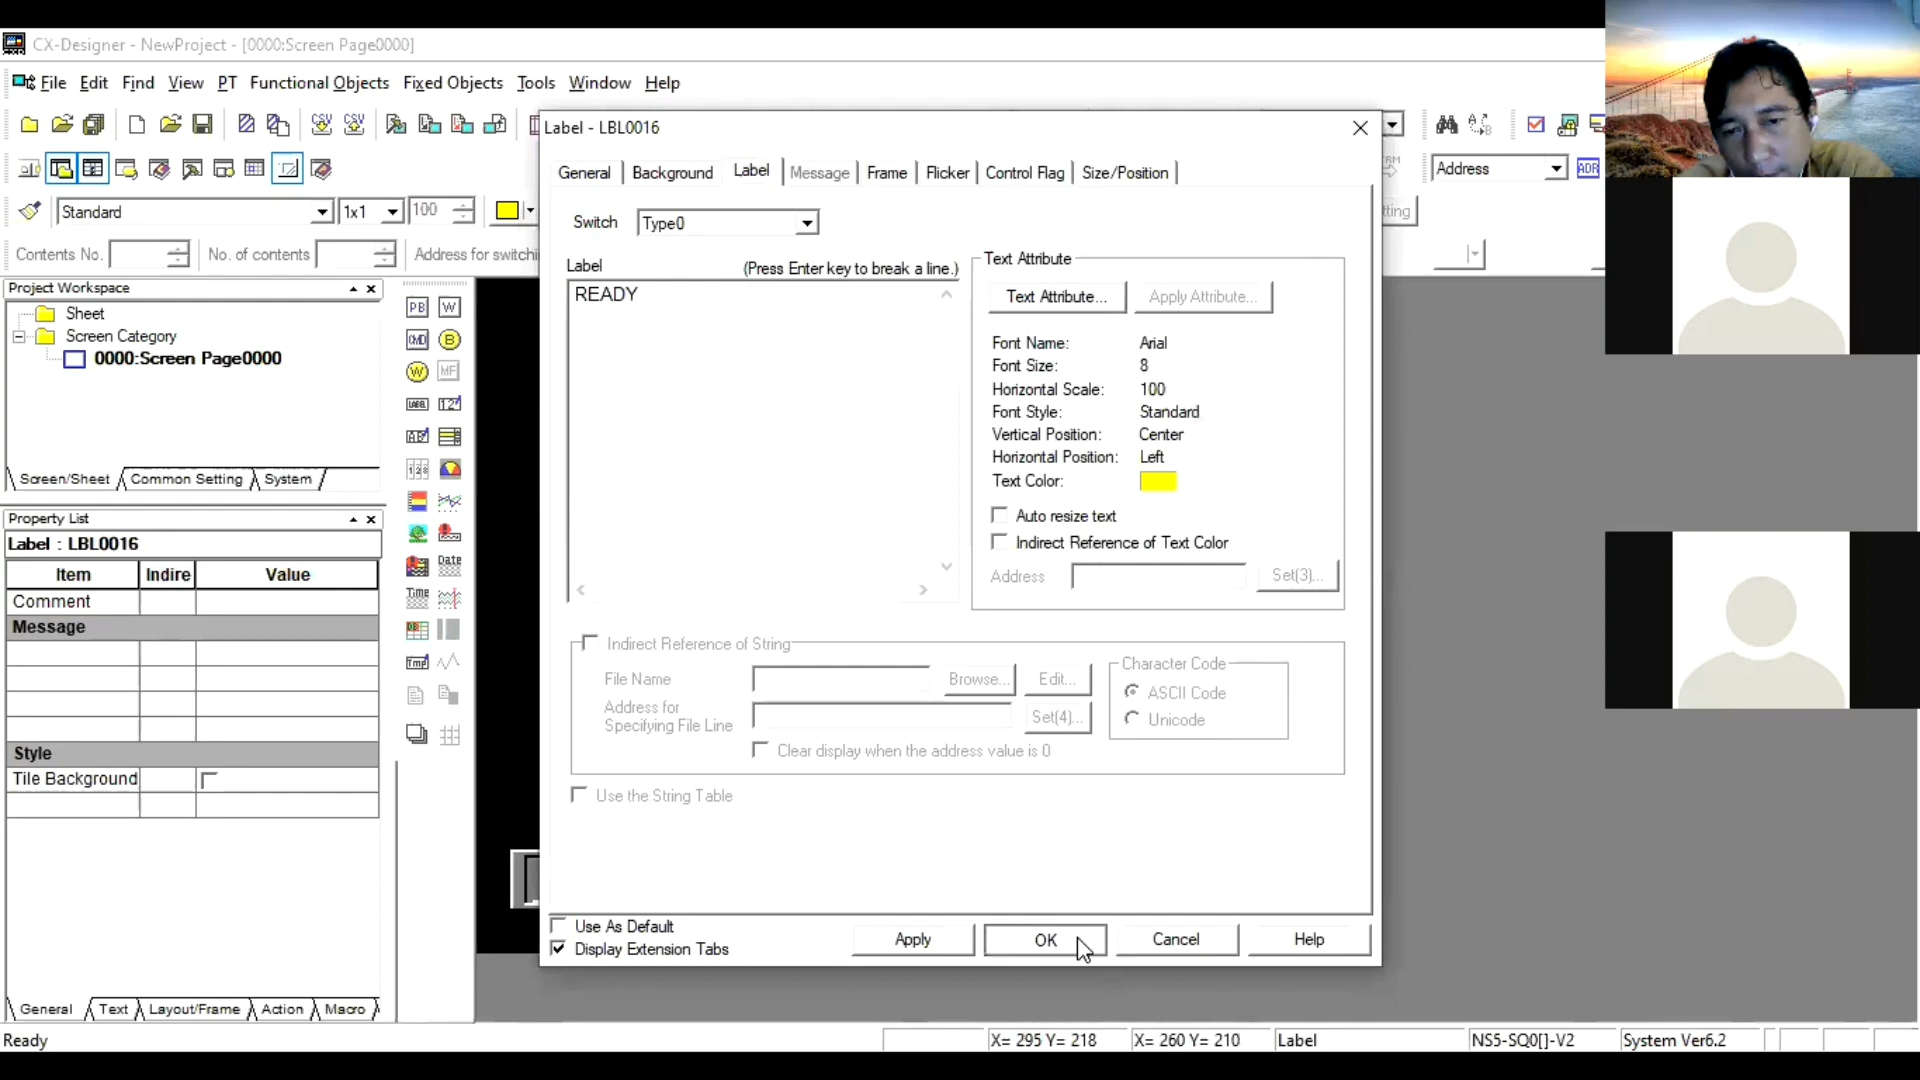 CX-Designer - NewProject - [0000:Screen Page0000]
File Edit Find View PT Functional Objects Fixed Objects Tools Window Help
Address
Standard 1x1 100
Contents No. No. of contents Address for switchi
Project Workspace
Sheet
Screen Category
0000:Screen Page0000
Screen/Sheet Common Setting System
Property List
Label : LBL0016
Item Indire Value
Comment
Message
Style
Tile Background
General Text Layout/Frame Action Macro
Label - LBL0016
General Background Label Message Frame Flicker Control Flag Size/Position
Switch Type0
Label (Press Enter key to break a line.)
READY
Text Attribute
Text Attribute... Apply Attribute...
Font Name: Arial
Font Size: 8
Horizontal Scale: 100
Font Style: Standard
Vertical Position: Center
Horizontal Position: Left
Text Color:
Auto resize text
Indirect Reference of Text Color
Address Set(3)...
Indirect Reference of String
File Name Browse... Edit...
Address for
Specifying File Line Set(4)...
Clear display when the address value is 0
Character Code
ASCII Code
Unicode
Use the String Table
Use As Default
Display Extension Tabs
Apply OK Cancel Help
Ready X= 295 Y= 218 X= 260 Y= 210 Label NS5-SQ0[]-V2 System Ver6.2